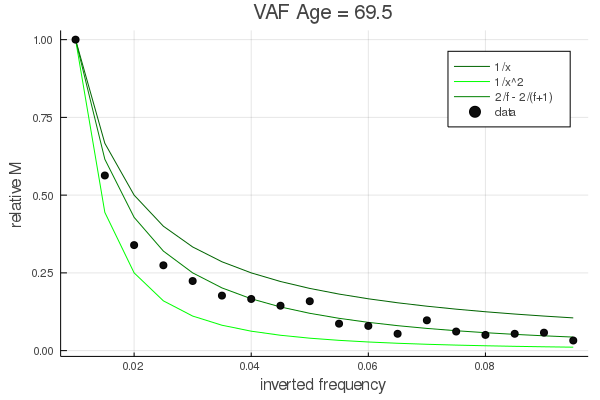 VAF Age = 69.5
1.00
0.75
0.50
0.25
0.00
relative M
0.02
0.04
0.06
0.08
inverted frequency
1/x
1/x^2
2/f - 2/(f+1)
data